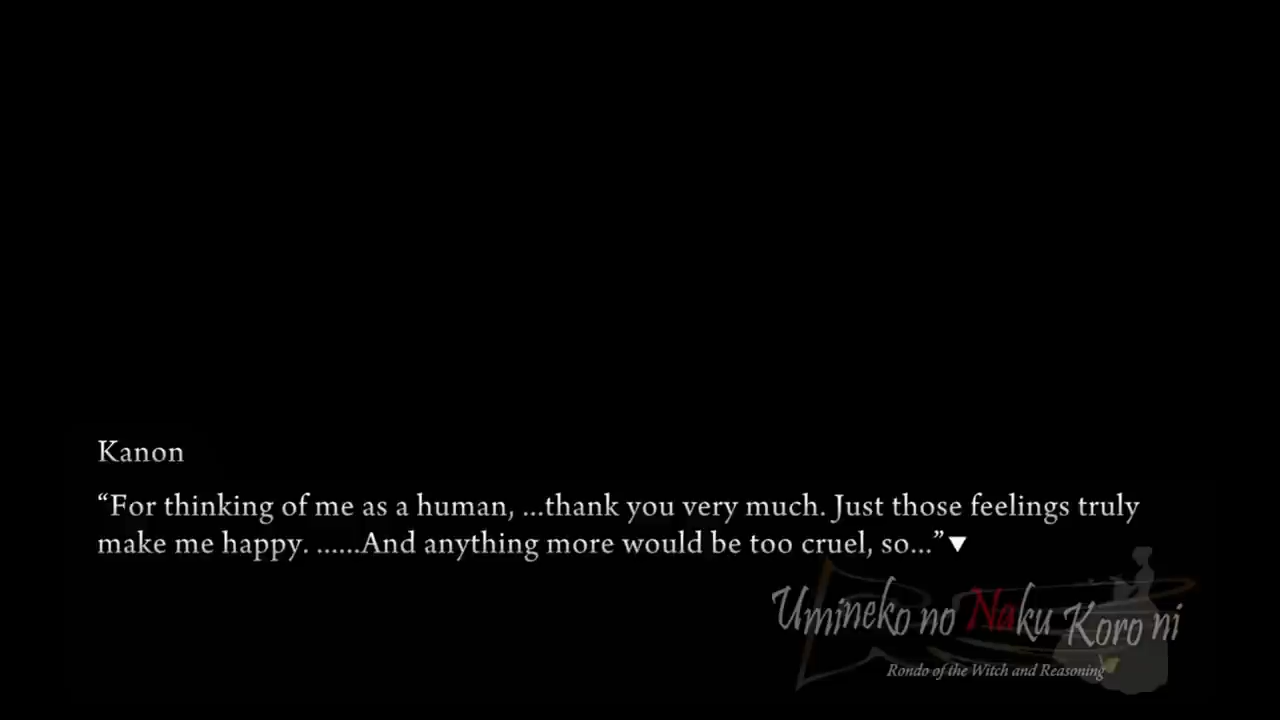 Kanon
“For thinking of me as a human, ...thank you very much. Just those feelings truly
make me happy. ......And anything more would be too cruel, so...”
Umineko no Naku Koro ni
Rondo of the Witch and Reasoning